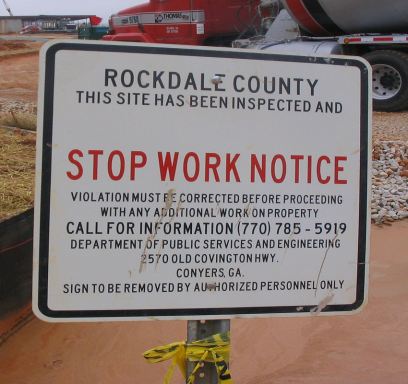 THOMAS
ROCKDALE COUNTY
THIS SITE HAS BEEN INSPECTED AND
STOP WORK NOTICE
VIOLATION MUST BE CORRECTED BEFORE PROCEEDING
WITH ANY ADDITIONAL WORK ON PROPERTY
CALL FOR INFORMATION (770) 785-5919
DEPARTMENT OF PUBLIC SERVICES AND ENGINEERING
2570 OLD COVINGTON HWY.
CONYERS, GA.
SIGN TO BE REMOVED BY AUTHORIZED PERSONNEL ONLY